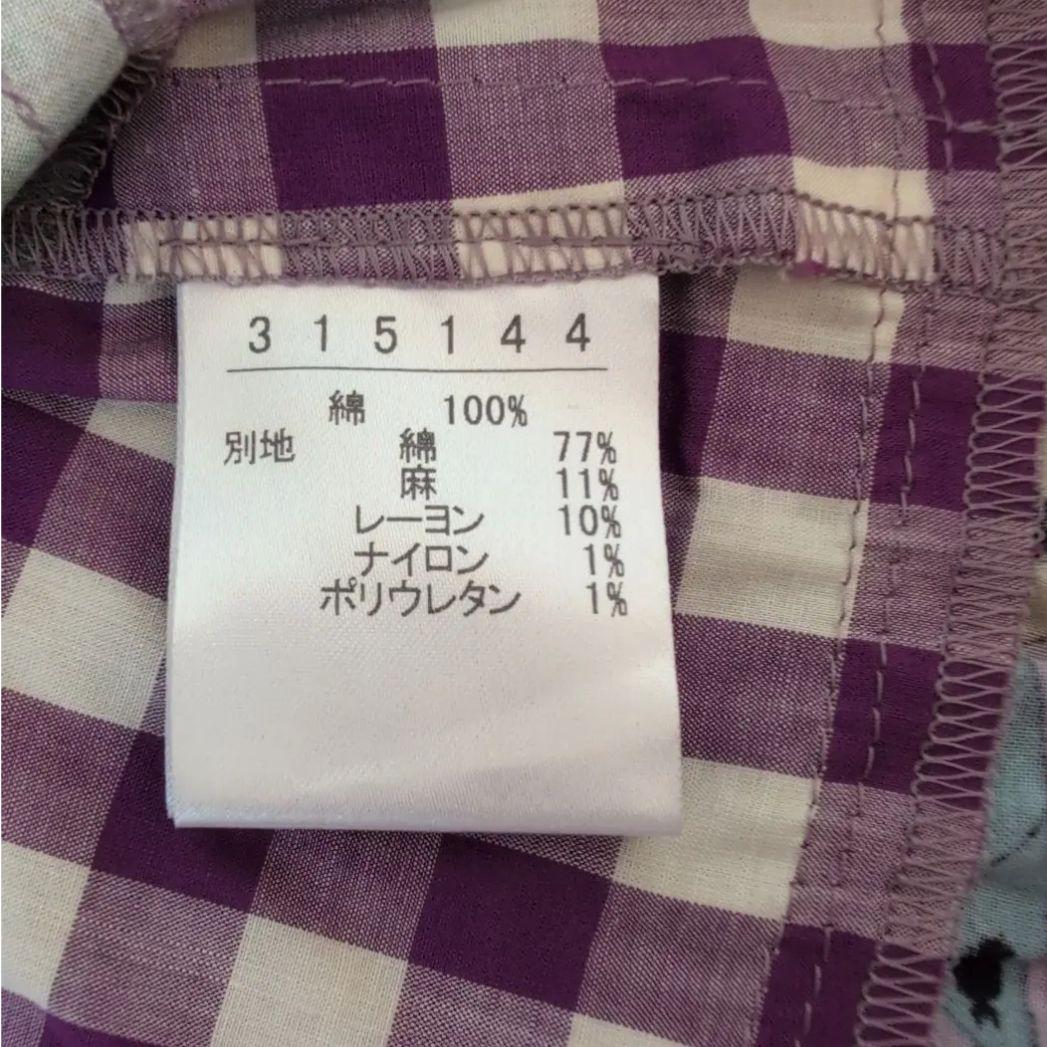 3 1 5 1 4 4
綿 100%
別地 綿 77%
麻 11%
レーヨン 10%
ナイロン 1%
ポリウレタン 1%